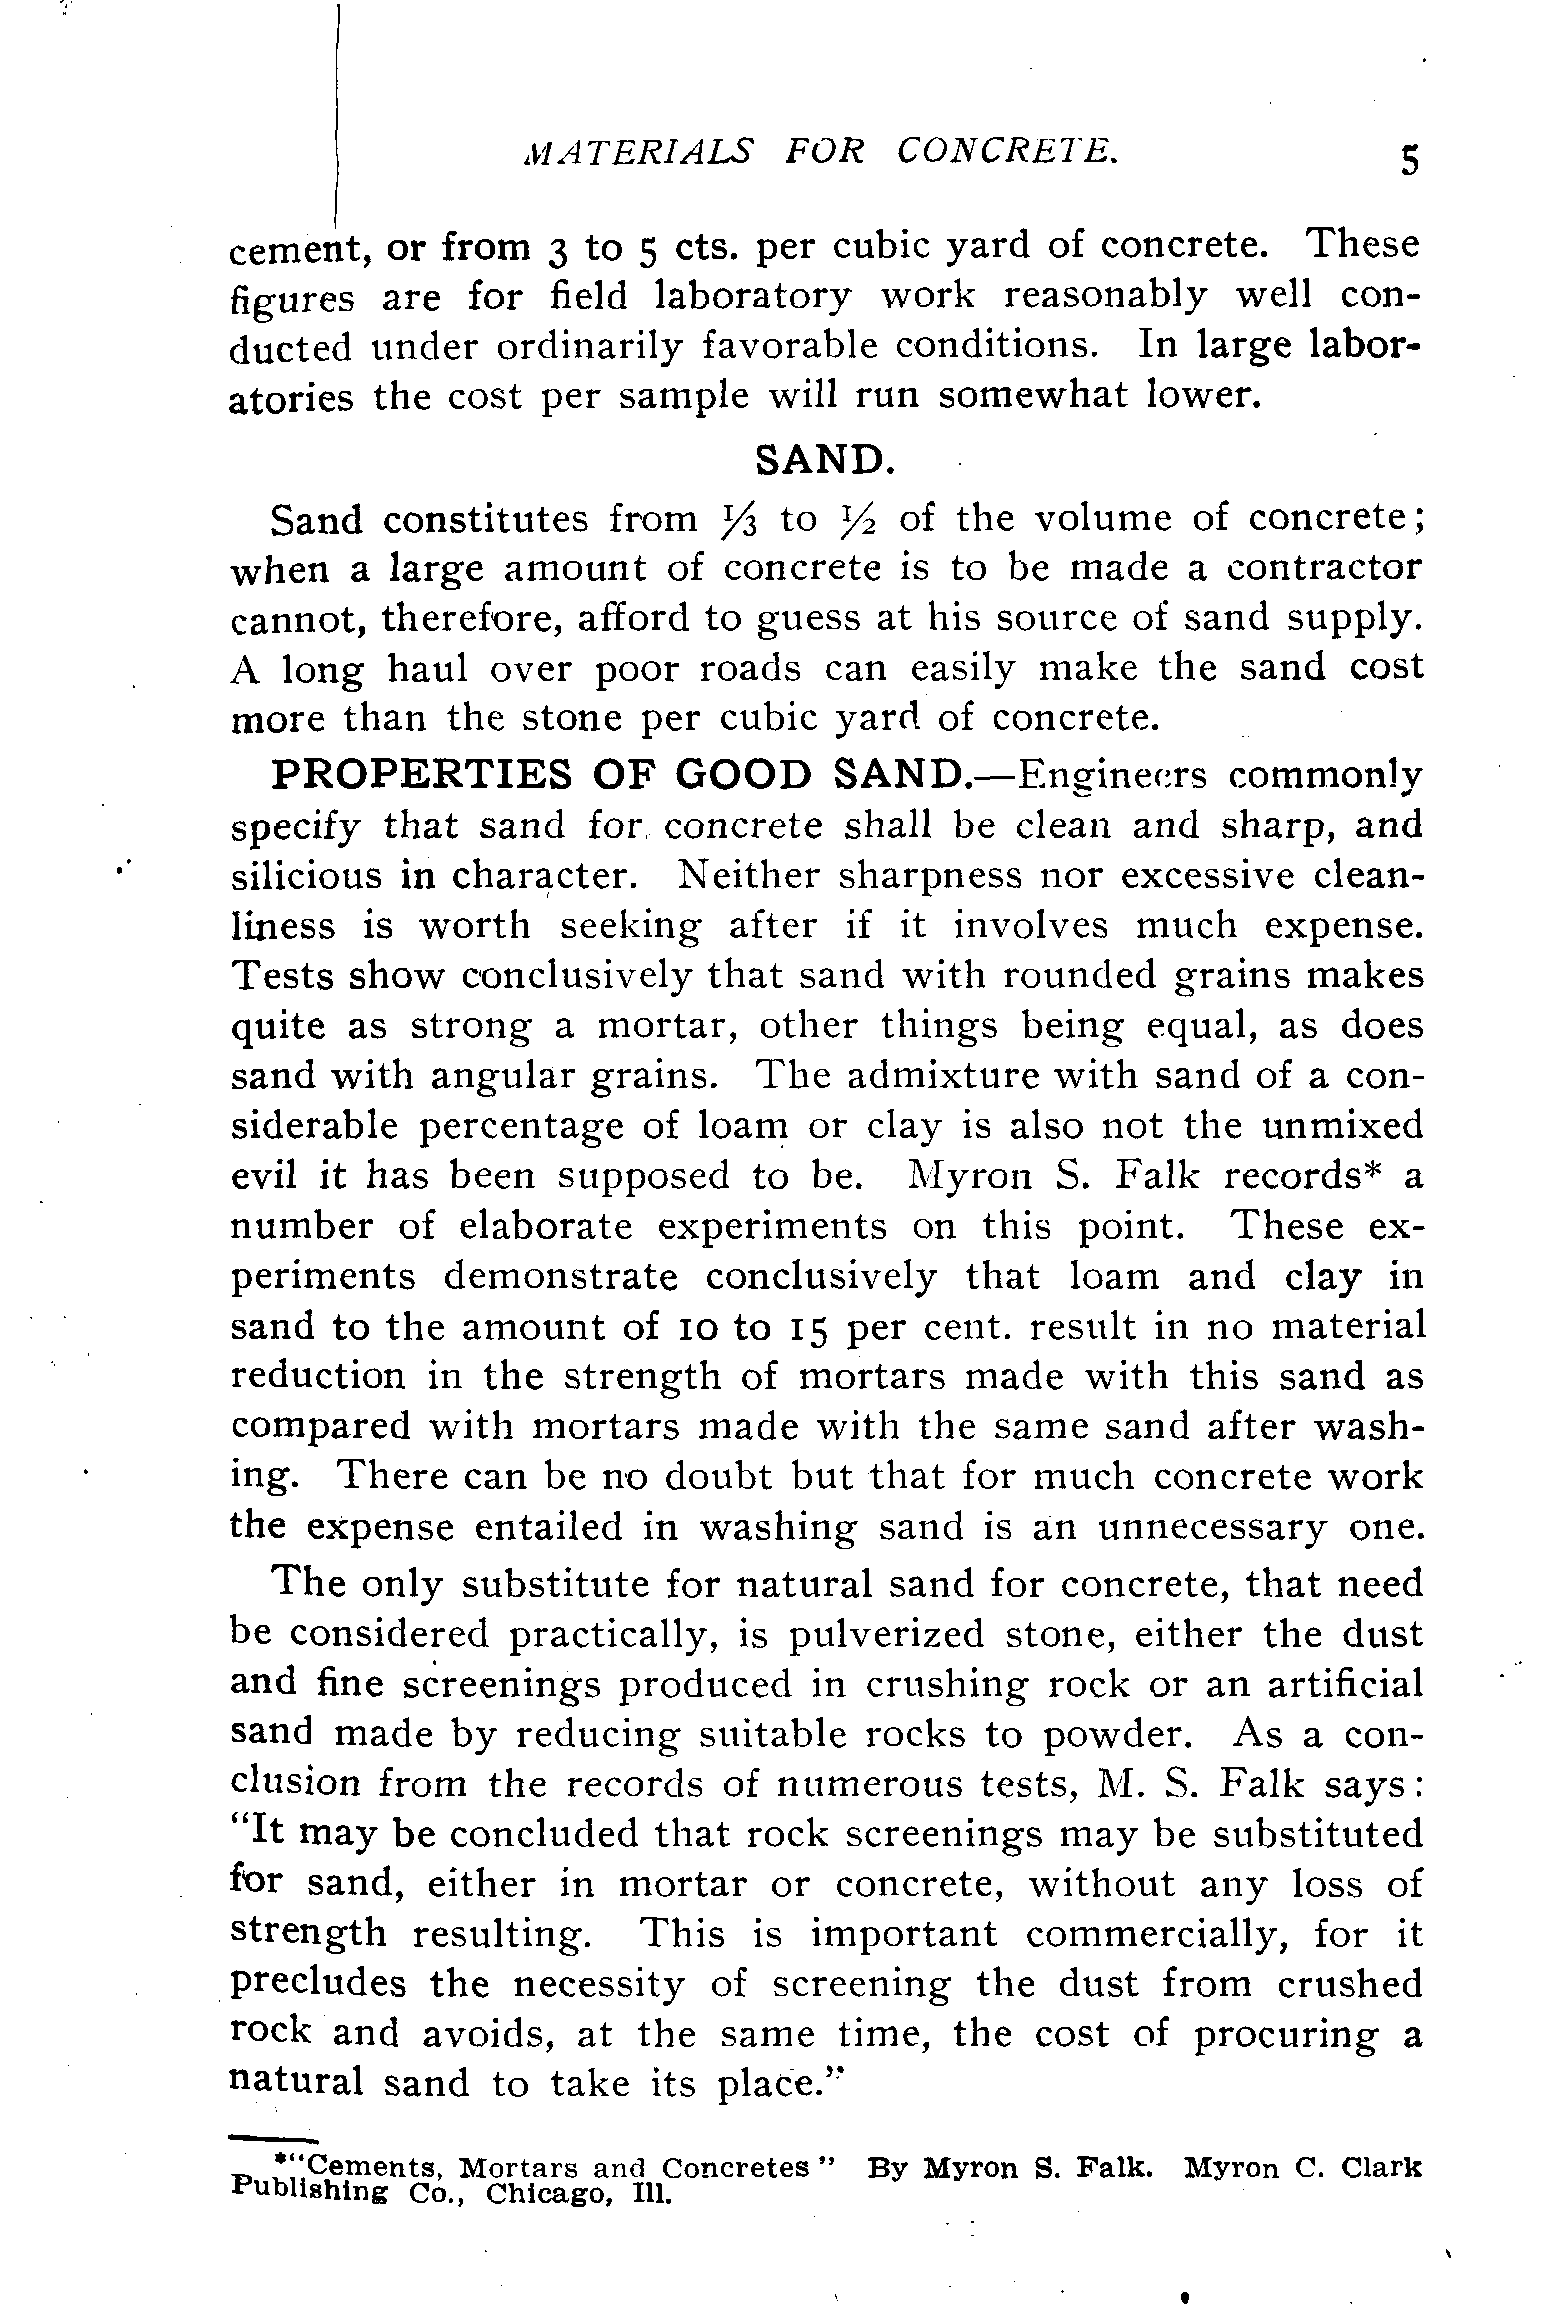 MATERIALS FOR CONCRETE. 5
cement, or from 3 to 5 cts. per cubic yard of concrete. These
figures are for field laboratory work reasonably well con-
ducted under ordinarily favorable conditions. In large labor-
atories the cost per sample will run somewhat lower.
SAND.
Sand constitutes from ⅓ to ½ of the volume of concrete;
when a large amount of concrete is to be made a contractor
cannot, therefore, afford to guess at his source of sand supply.
A long haul over poor roads can easily make the sand cost
more than the stone per cubic yard of concrete.
PROPERTIES OF GOOD SAND.—Engineers commonly
specify that sand for concrete shall be clean and sharp, and
silicious in character. Neither sharpness nor excessive clean-
liness is worth seeking after if it involves much expense.
Tests show conclusively that sand with rounded grains makes
quite as strong a mortar, other things being equal, as does
sand with angular grains. The admixture with sand of a con-
siderable percentage of loam or clay is also not the unmixed
evil it has been supposed to be. Myron S. Falk records* a
number of elaborate experiments on this point. These ex-
periments demonstrate conclusively that loam and clay in
sand to the amount of 10 to 15 per cent. result in no material
reduction in the strength of mortars made with this sand as
compared with mortars made with the same sand after wash-
ing. There can be no doubt but that for much concrete work
the expense entailed in washing sand is an unnecessary one.
The only substitute for natural sand for concrete, that need
be considered practically, is pulverized stone, either the dust
and fine screenings produced in crushing rock or an artificial
sand made by reducing suitable rocks to powder. As a con-
clusion from the records of numerous tests, M. S. Falk says:
"It may be concluded that rock screenings may be substituted
for sand, either in mortar or concrete, without any loss of
strength resulting. This is important commercially, for it
precludes the necessity of screening the dust from crushed
rock and avoids, at the same time, the cost of procuring a
natural sand to take its place."
*"Cements, Mortars and Concretes" By Myron S. Falk. Myron C. Clark
Publishing Co., Chicago, Ill.